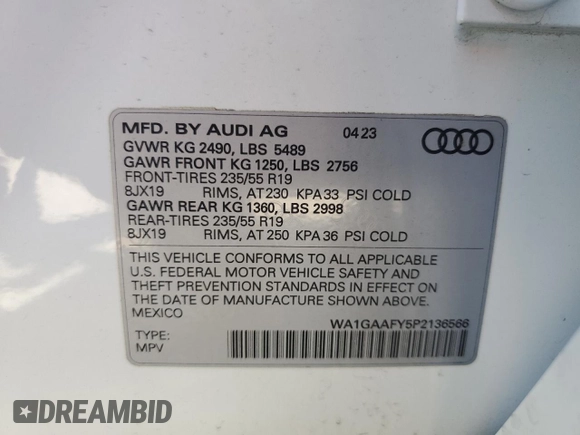 MFD. BY AUDI AG 04 23
GVWR KG 2490, LBS 5489
GAWR FRONT KG 1250, LBS 2756
FRONT-TIRES 235/55 R19
8JX19 RIMS, AT 230 KPA 33 PSI COLD
GAWR REAR KG 1360, LBS 2998
REAR-TIRES 235/55 R19
8JX19 RIMS, AT 250 KPA 36 PSI COLD
THIS VEHICLE CONFORMS TO ALL APPLICABLE
U.S. FEDERAL MOTOR VEHICLE SAFETY AND
THEFT PREVENTION STANDARDS IN EFFECT ON
THE DATE OF MANUFACTURE SHOWN ABOVE.
MEXICO
WA1GAAFY5P2136566
TYPE:
MPV
DREAMBID